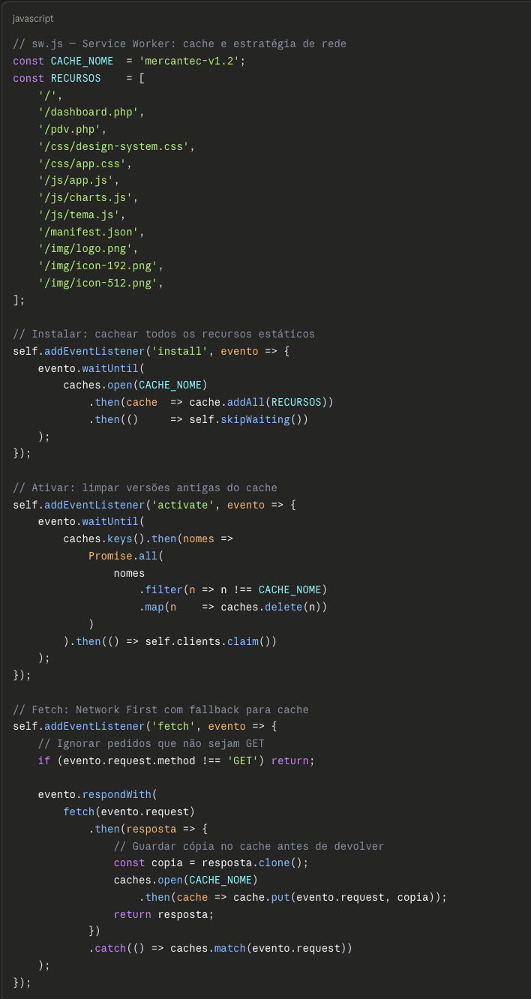 javascript
// sw.js — Service Worker: cache e estratégia de rede
const CACHE_NOME  = 'mercantec-v1.2';
const RECURSOS    = [
    '/',
    '/dashboard.php',
    '/pdv.php',
    '/css/design-system.css',
    '/css/app.css',
    '/js/app.js',
    '/js/charts.js',
    '/js/tema.js',
    '/manifest.json',
    '/img/logo.png',
    '/img/icon-192.png',
    '/img/icon-512.png',
];

// Instalar: cachear todos os recursos estáticos
self.addEventListener('install', evento => {
    evento.waitUntil(
        caches.open(CACHE_NOME)
            .then(cache  => cache.addAll(RECURSOS))
            .then(()     => self.skipWaiting())
    );
});

// Ativar: limpar versões antigas do cache
self.addEventListener('activate', evento => {
    evento.waitUntil(
        caches.keys().then(nomes =>
            Promise.all(
                nomes
                    .filter(n => n !== CACHE_NOME)
                    .map(n    => caches.delete(n))
            )
        ).then(() => self.clients.claim())
    );
});

// Fetch: Network First com fallback para cache
self.addEventListener('fetch', evento => {
    // Ignorar pedidos que não sejam GET
    if (evento.request.method !== 'GET') return;

    evento.respondWith(
        fetch(evento.request)
            .then(resposta => {
                // Guardar cópia no cache antes de devolver
                const copia = resposta.clone();
                caches.open(CACHE_NOME)
                    .then(cache => cache.put(evento.request, copia));
                return resposta;
            })
            .catch(() => caches.match(evento.request))
    );
});